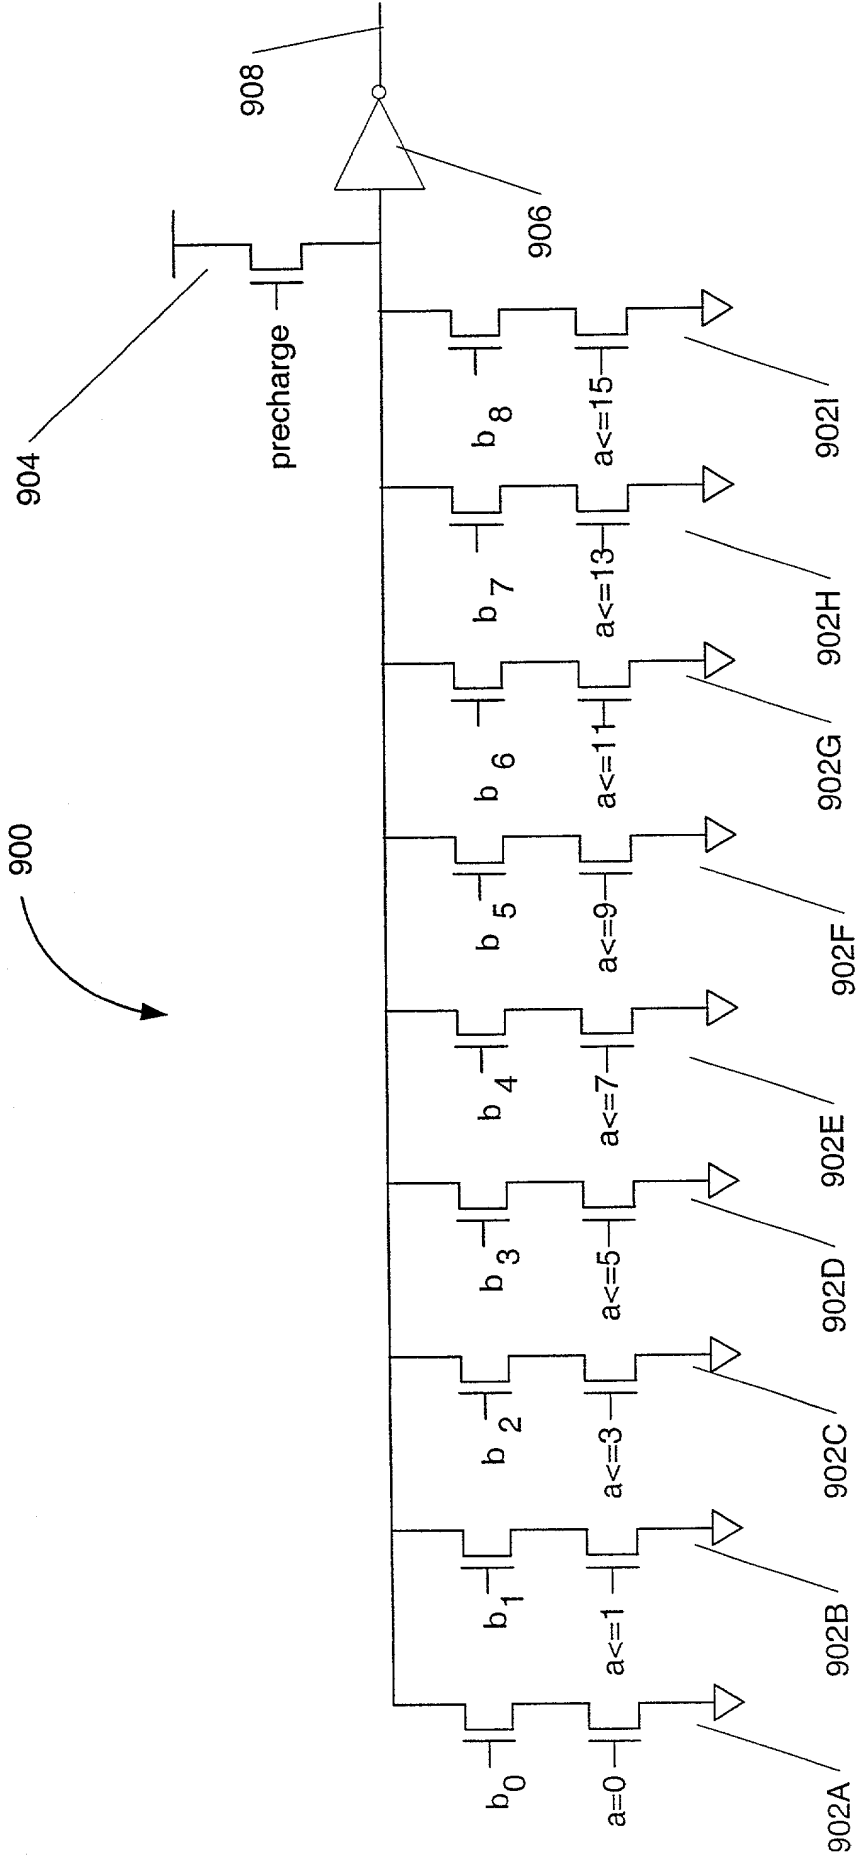 900
904
908
precharge
906
b0
b1
b2
b3
b4
b5
b6
b7
b8
a=0
a<=1
a<=3
a<=5
a<=7
a<=9
a<=11
a<=13
a<=15
902A
902B
902C
902D
902E
902F
902G
902H
902I